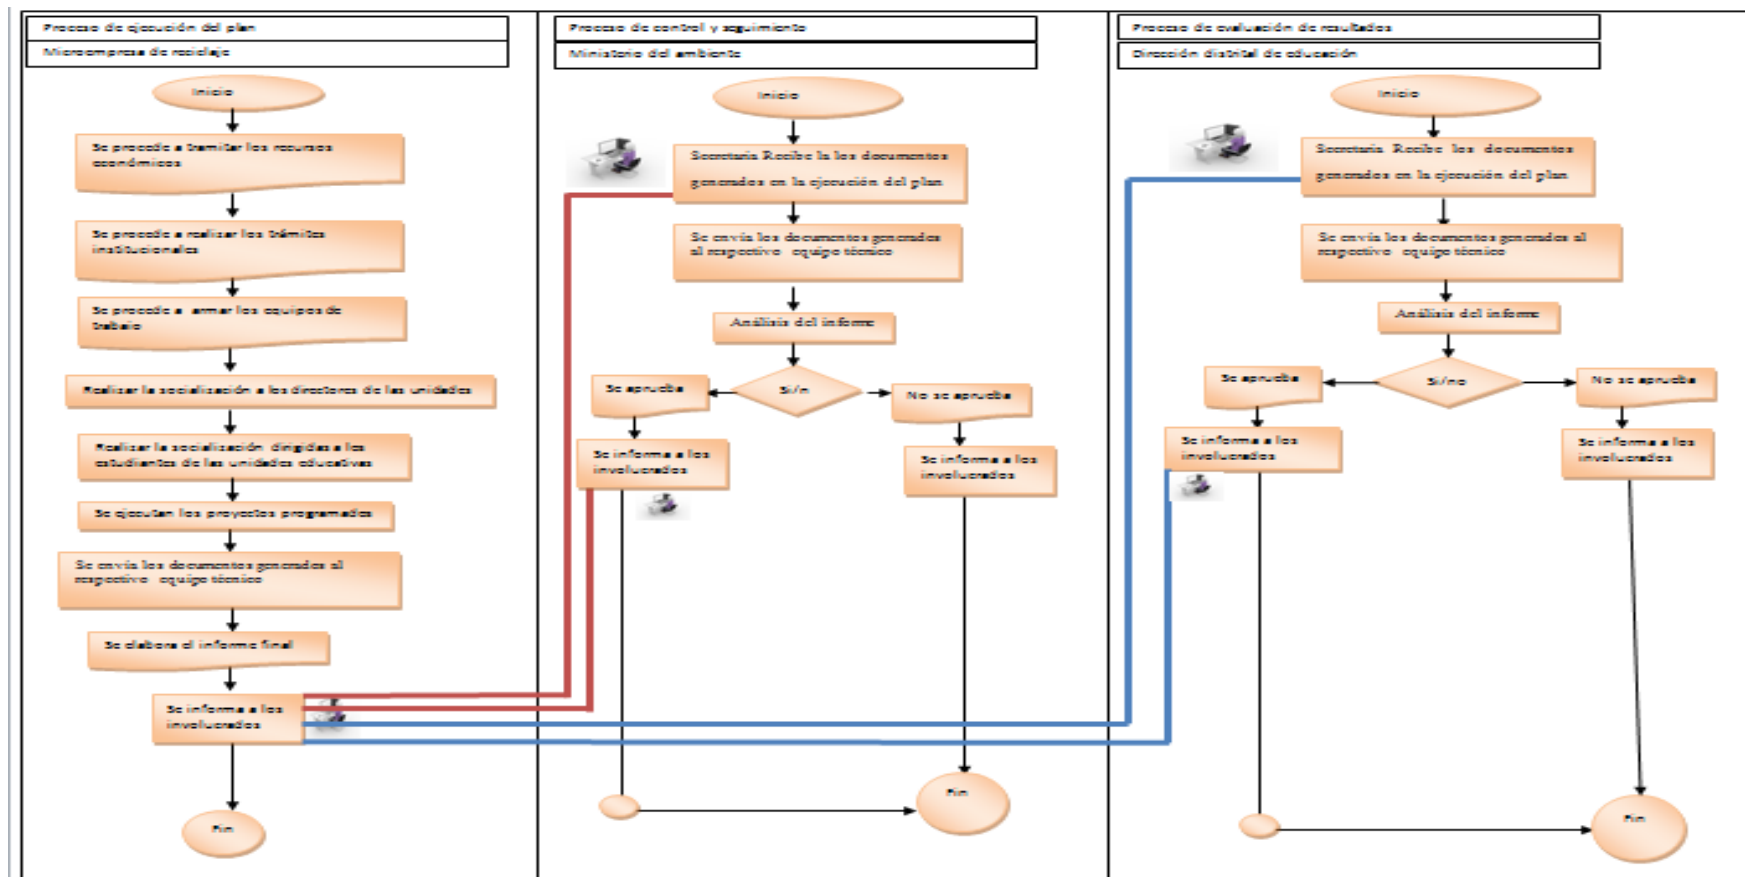 Proceso de ejecución del plan
Microempresa de reciclaje
Inicio
Se procede a tramitar los recursos
económicos
Se procede a realizar los trámites
institucionales
Se procede a armar los equipos de
trabajo
Realizar la socialización a los directores de las unidades
Realizar la socialización dirigidas a los
estudiantes de las unidades educativas
Se ejecutan los proyectos programados
Se envía los documentos generados al
respectivo equipo técnico
Se elabora el informe final
Se informa a los
involucrados
Fin
Proceso de control y seguimiento
Ministerio del ambiente
Inicio
Secretaria Recibe la los documentos
generados en la ejecución del plan
Se envía los documentos generados
al respectivo equipo técnico
Análisis del informe
Se aprueba
Si/n
No se aprueba
Se informa a los
involucrados
Se informa a los
involucrados
Fin
Proceso de evaluación de resultados
Dirección distrital de educación
Inicio
Secretaria Recibe los documentos
generados en la ejecución del plan
Se envía los documentos generados al
respectivo equipo técnico
Análisis del informe
Se aprueba
Si/no
No se aprueba
Se informa a los
involucrados
Se informa a los
involucrados
Fin